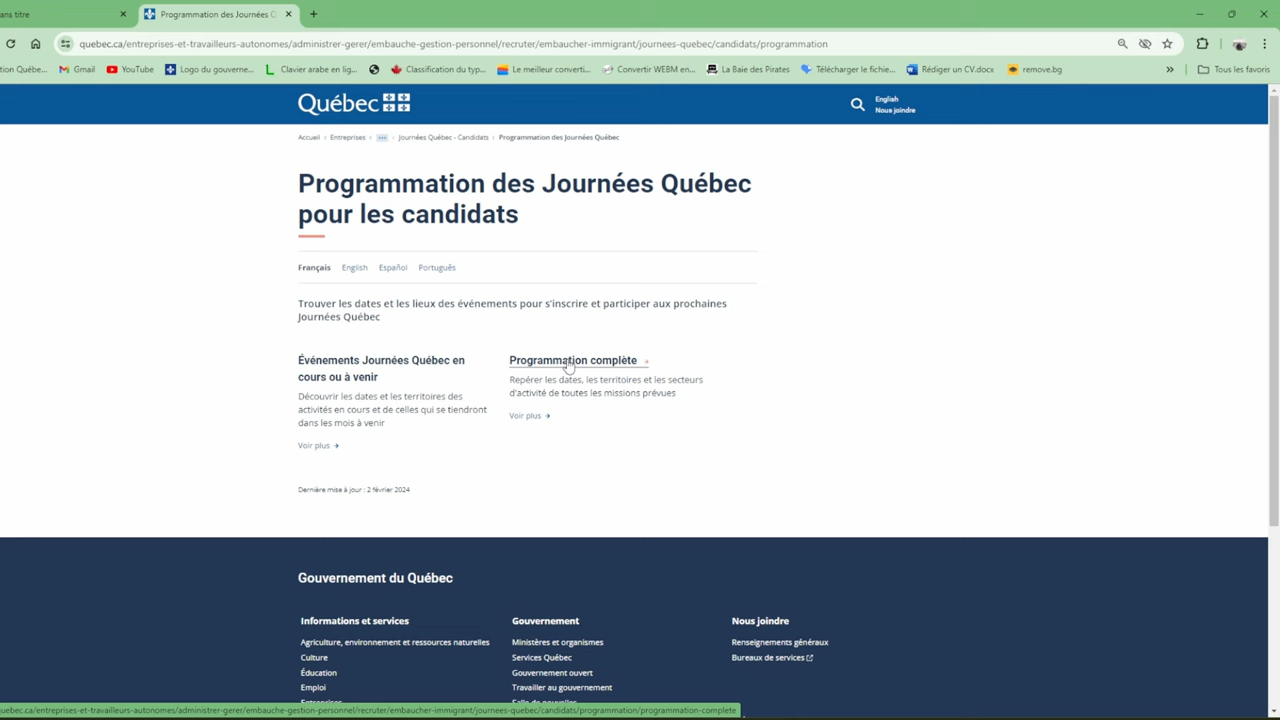 ans titre
Programmation des Journées Q
quebec.ca/entreprises-et-travailleurs-autonomes/administrer-gerer/embauche-gestion-personnel/recruter/embaucher-immigrant/journees-quebec/candidats/programmation
tion Québe...
Gmail
YouTube
Logo du gouverne...
Clavier arabe en lig...
Classification du typ...
Le meilleur converti...
Convertir WEBM en...
La Baie des Pirates
Télécharger le fichie...
Rédiger un CV.docx
remove.bg
»
Tous les favoris
Québec
English
Nous joindre
Accueil › Entreprises › ••• › Journées Québec - Candidats › Programmation des Journées Québec
Programmation des Journées Québec
pour les candidats
Français English Español Português
Trouver les dates et les lieux des événements pour s'inscrire et participer aux prochaines
Journées Québec
Événements Journées Québec en
cours ou à venir
Découvrir les dates et les territoires des
activités en cours et de celles qui se tiendront
dans les mois à venir
Voir plus →
Programmation complète
Repérer les dates, les territoires et les secteurs
d'activité de toutes les missions prévues
Voir plus →
Dernière mise à jour : 2 février 2024
Gouvernement du Québec
Informations et services
Agriculture, environnement et ressources naturelles
Culture
Éducation
Emploi
Entreprises
Gouvernement
Ministères et organismes
Services Québec
Gouvernement ouvert
Travailler au gouvernement
Salle de nouvelles
Nous joindre
Renseignements généraux
Bureaux de services
uebec.ca/entreprises-et-travailleurs-autonomes/administrer-gerer/embauche-gestion-personnel/recruter/embaucher-immigrant/journees-quebec/candidats/programmation/programmation-complete